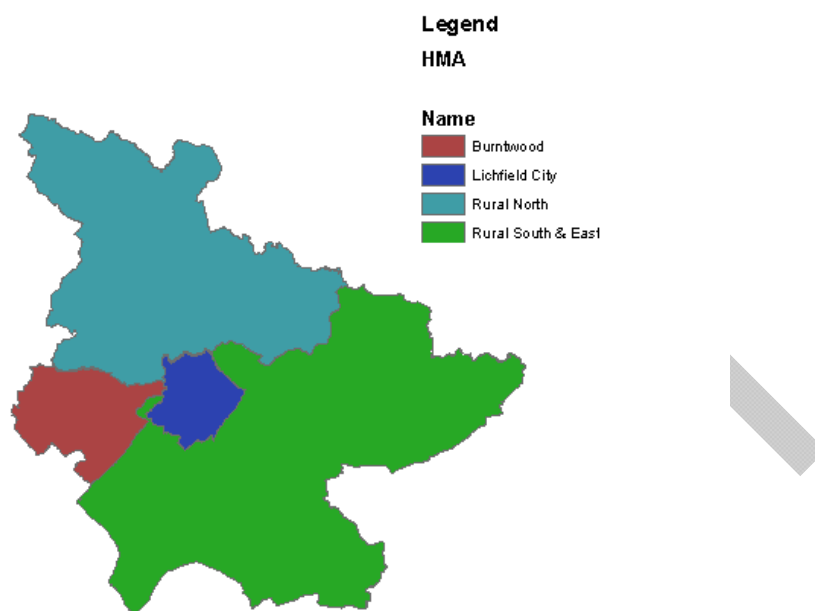 Legend
HMA
Name
Burntwood
Lichfield City
Rural North
Rural South & East